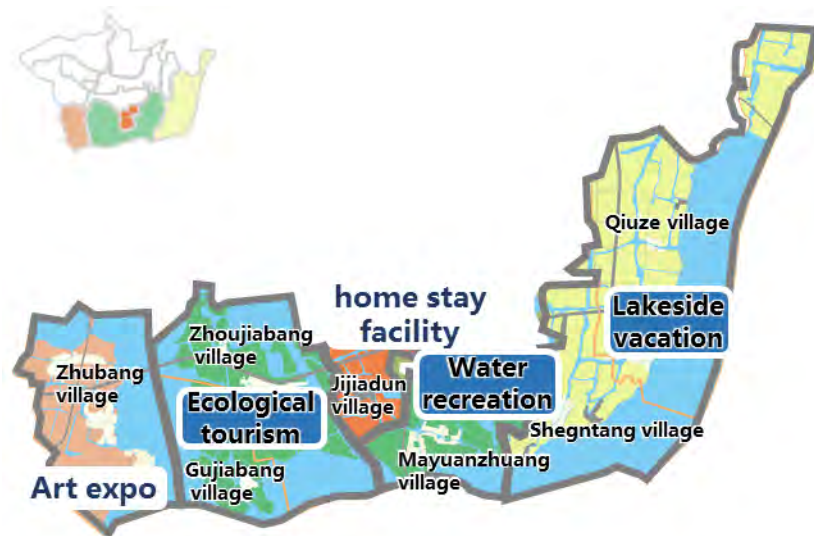 Qiuze village
home stay
facility
Lakeside
vacation
Zhoujiabang
village
Zhubang
village
Jijiadun
village
Water
recreation
Ecological
tourism
Shegntang village
Mayuanzhuang
village
Gujiabang
village
Art expo